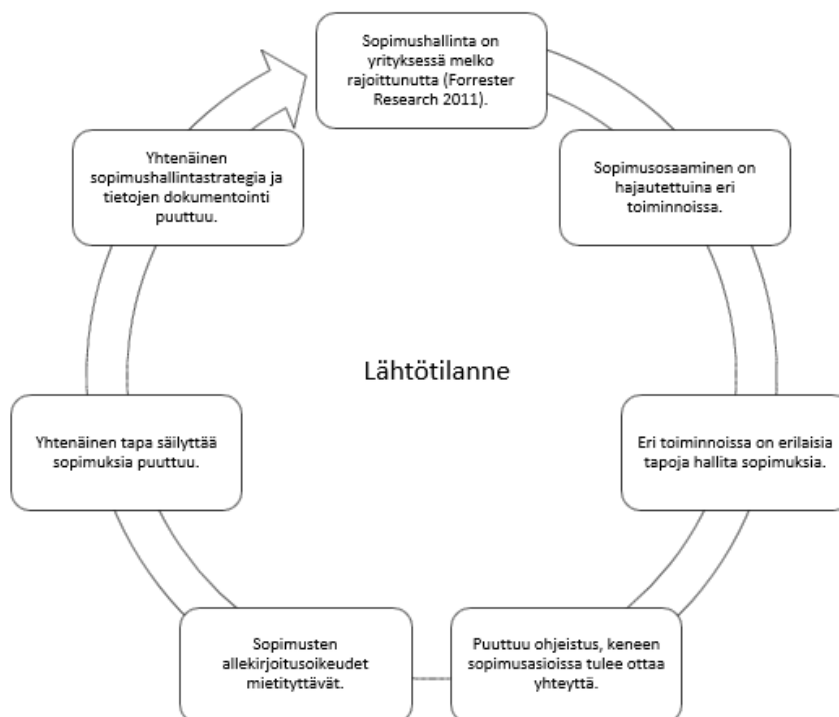 Sopimushallinta on
yrityksessä melko
rajoittunutta (Forrester
Research 2011).
Sopimusosaaminen on
hajautettuina eri
toiminnoissa.
Eri toiminnoissa on erilaisia
tapoja hallita sopimuksia.
Puuttuu ohjeistus, keneen
sopimusasioissa tulee ottaa
yhteyttä.
Sopimusten
allekirjoitusoikeudet
mietityttävät.
Yhtenäinen tapa säilyttää
sopimuksia puuttuu.
Yhtenäinen
sopimushallintastrategia ja
tietojen dokumentointi
puuttuu.
Lähtötilanne